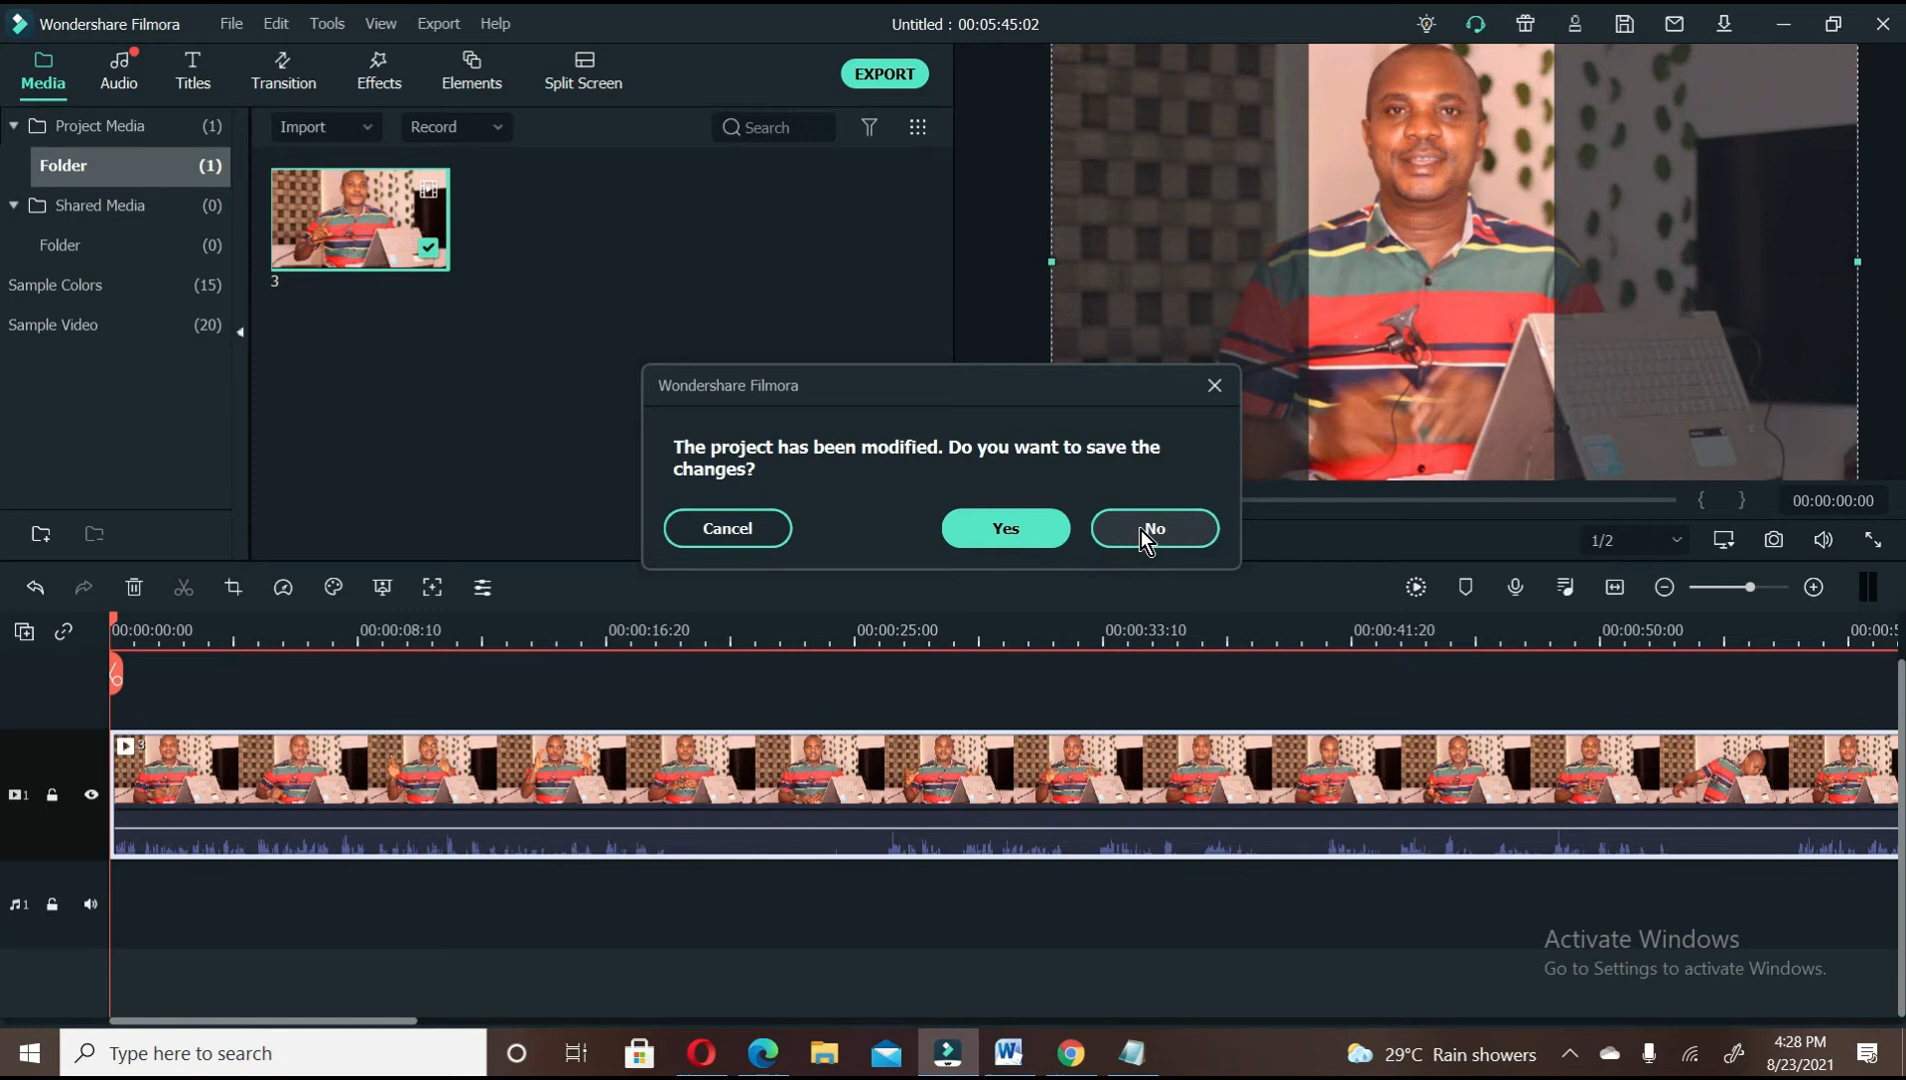 Wondershare Filmora File Edit Tools View Export Help Untitled : 00:05:45:02
Media Audio Titles Transition Effects Elements Split Screen EXPORT
Project Media (1)
Folder (1)
Shared Media (0)
Folder (0)
Sample Colors (15)
Sample Video (20)
Import Record Search
3
Wondershare Filmora
The project has been modified. Do you want to save the
changes?
Cancel Yes No
{ } 00:00:00:00
1/2
00:00:00:00 00:00:08:10 00:00:16:20 00:00:25:00 00:00:33:10 00:00:41:20 00:00:50:00 00:00:5
3
1
1
Activate Windows
Go to Settings to activate Windows.
Type here to search
29°C Rain showers
4:28 PM
8/23/2021